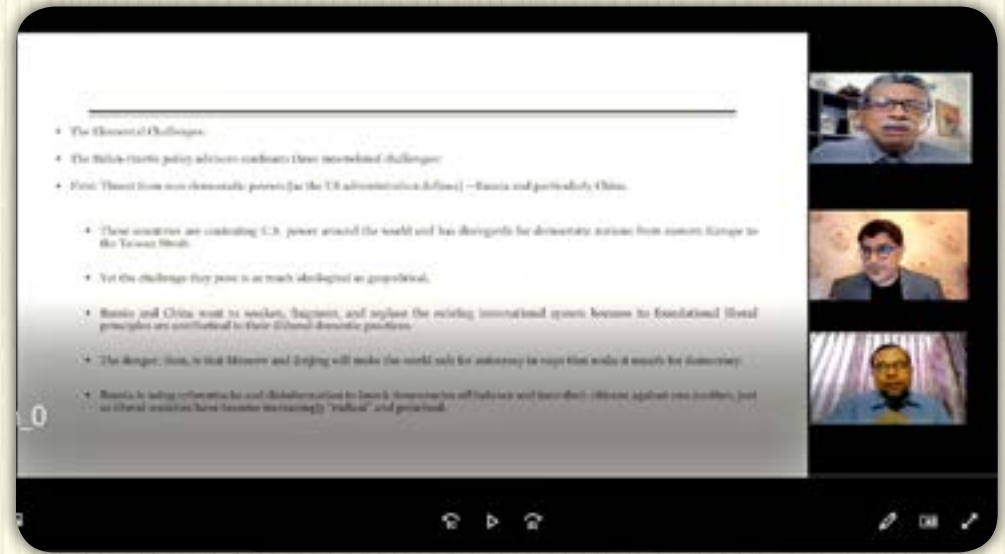 • The Elemental Challenges:
• The Biden-Harris policy advisors confronts three interrelated challenges:
• First: Threat from non-democratic powers [as the US administration defines] —Russia and particularly China.
• These countries are contesting U.S. power around the world and has disregards for democratic nations from eastern Europe to
the Taiwan Strait.
• Yet the challenge they pose is as much ideological as geopolitical.
• Russia and China want to weaken, fragment, and replace the existing international system because its foundational liberal
principles are antithetical to their illiberal domestic practices.
• The danger, then, is that Moscow and Beijing will make the world safe for autocracy in ways that make it unsafe for democracy.
• Russia is using cyberattacks and disinformation to knock democracies off balance and turn their citizens against one another, just
as liberal societies have become increasingly "radical" and polarized.
_0